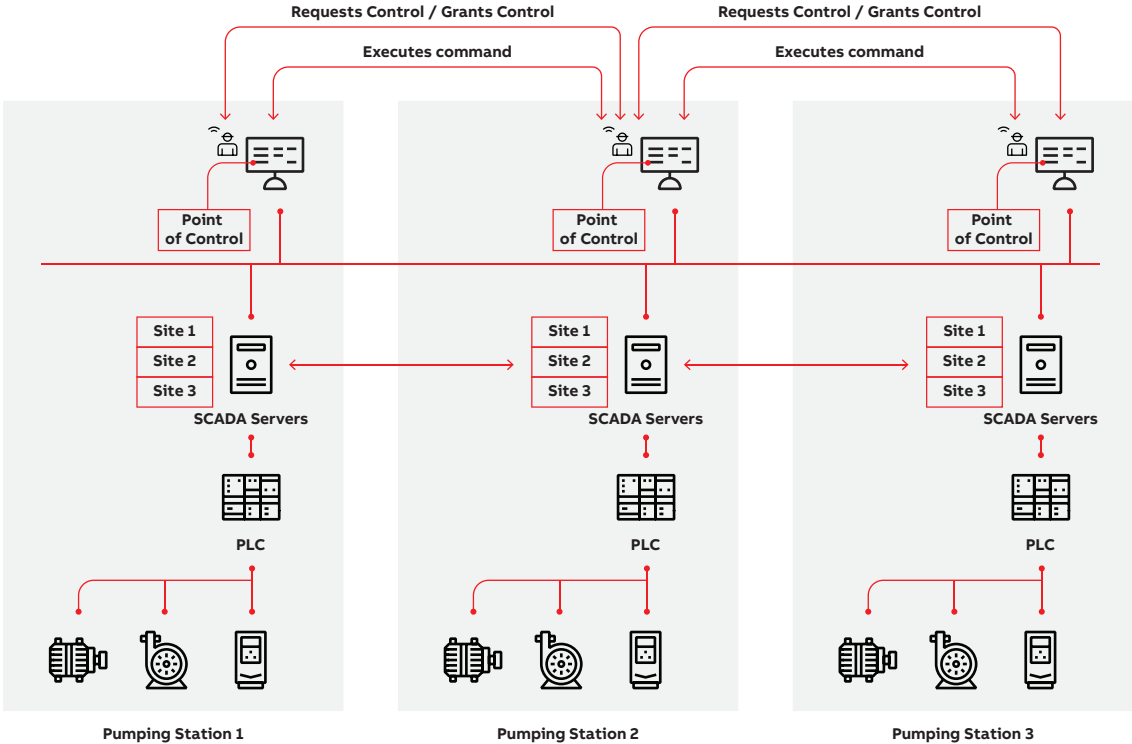 Requests Control / Grants Control
Requests Control / Grants Control
Executes command
Executes command
Point
of Control
Point
of Control
Point
of Control
Site 1
Site 2
Site 3
Site 1
Site 2
Site 3
Site 1
Site 2
Site 3
SCADA Servers
SCADA Servers
SCADA Servers
PLC
PLC
PLC
Pumping Station 1
Pumping Station 2
Pumping Station 3